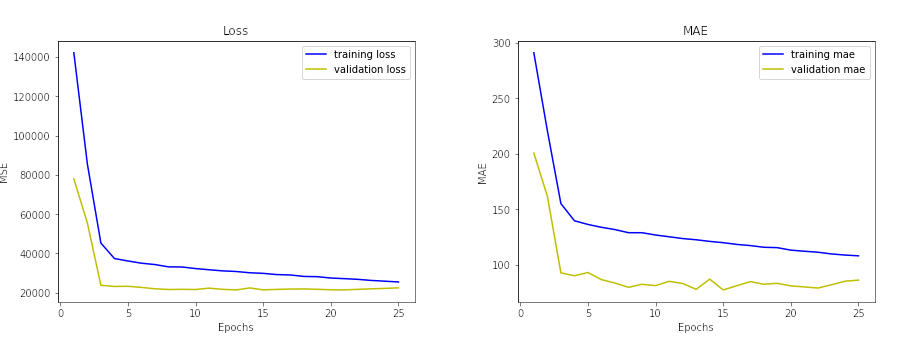 Loss
training loss
validation loss
140000
120000
100000
80000
60000
40000
20000
MSE
0
5
10
15
20
25
Epochs
MAE
training mae
validation mae
300
250
200
150
100
MAE
0
5
10
15
20
25
Epochs